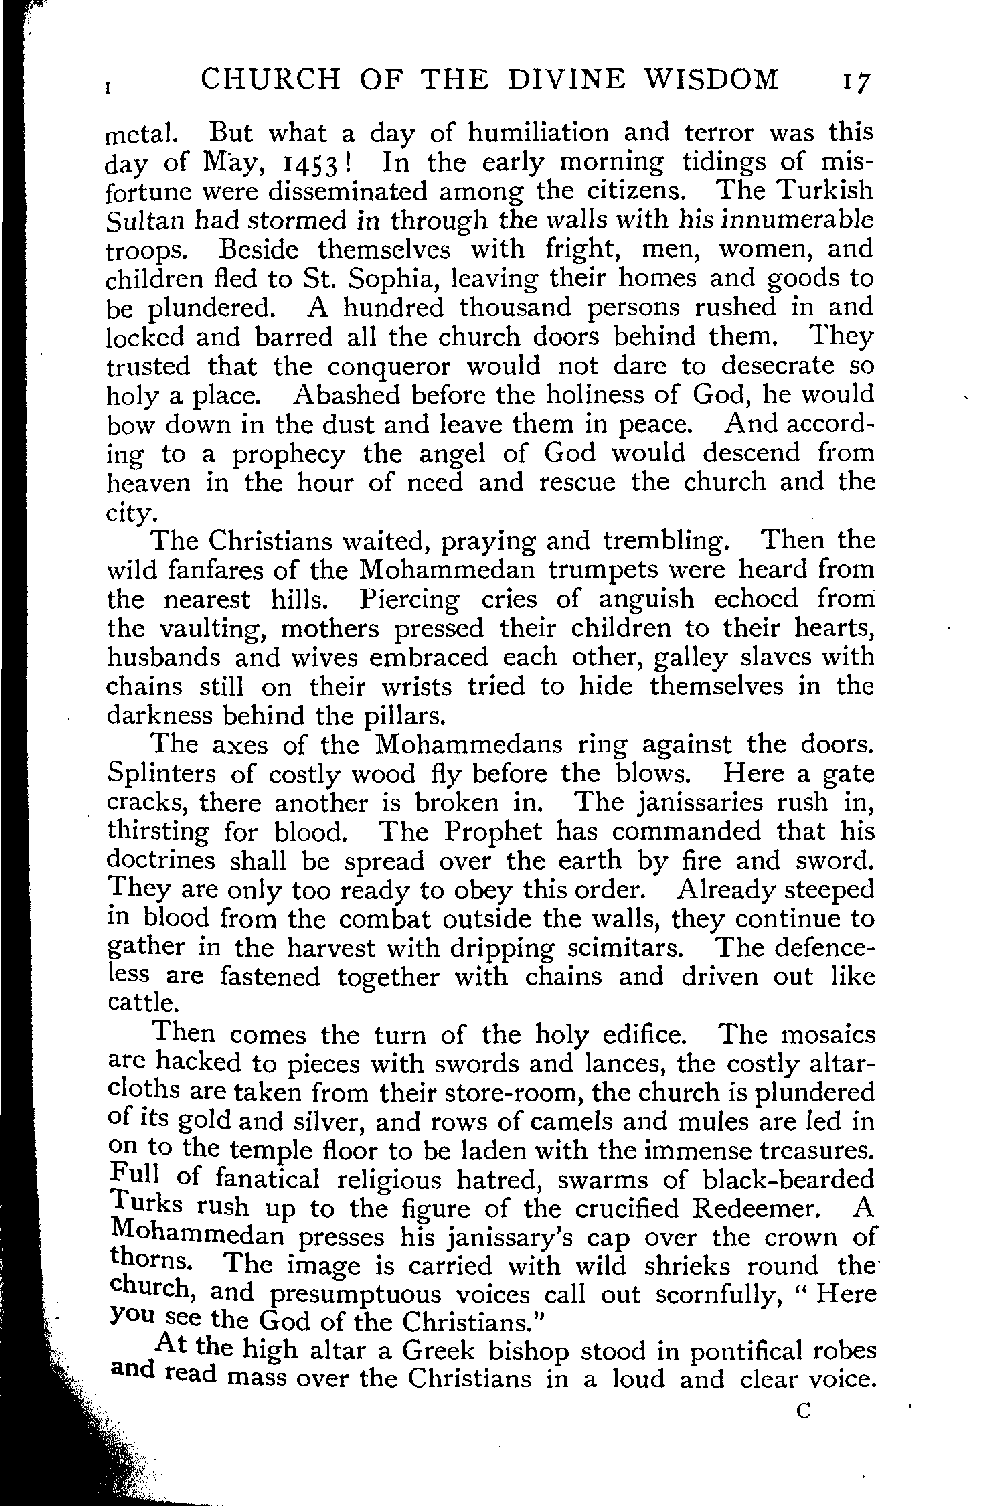 I CHURCH OF THE DIVINE WISDOM 17
metal. But what a day of humiliation and terror was this
day of May, 1453! In the early morning tidings of mis-
fortune were disseminated among the citizens. The Turkish
Sultan had stormed in through the walls with his innumerable
troops. Beside themselves with fright, men, women, and
children fled to St. Sophia, leaving their homes and goods to
be plundered. A hundred thousand persons rushed in and
locked and barred all the church doors behind them. They
trusted that the conqueror would not dare to desecrate so
holy a place. Abashed before the holiness of God, he would
bow down in the dust and leave them in peace. And accord-
ing to a prophecy the angel of God would descend from
heaven in the hour of need and rescue the church and the
city.
The Christians waited, praying and trembling. Then the
wild fanfares of the Mohammedan trumpets were heard from
the nearest hills. Piercing cries of anguish echoed from
the vaulting, mothers pressed their children to their hearts,
husbands and wives embraced each other, galley slaves with
chains still on their wrists tried to hide themselves in the
darkness behind the pillars.
The axes of the Mohammedans ring against the doors.
Splinters of costly wood fly before the blows. Here a gate
cracks, there another is broken in. The janissaries rush in,
thirsting for blood. The Prophet has commanded that his
doctrines shall be spread over the earth by fire and sword.
They are only too ready to obey this order. Already steeped
in blood from the combat outside the walls, they continue to
gather in the harvest with dripping scimitars. The defence-
less are fastened together with chains and driven out like
cattle.
Then comes the turn of the holy edifice. The mosaics
are hacked to pieces with swords and lances, the costly altar-
cloths are taken from their store-room, the church is plundered
of its gold and silver, and rows of camels and mules are led in
on to the temple floor to be laden with the immense treasures.
Full of fanatical religious hatred, swarms of black-bearded
Turks rush up to the figure of the crucified Redeemer. A
Mohammedan presses his janissary's cap over the crown of
thorns. The image is carried with wild shrieks round the
church, and presumptuous voices call out scornfully, "Here
you see the God of the Christians."
At the high altar a Greek bishop stood in pontifical robes
and read mass over the Christians in a loud and clear voice.
C